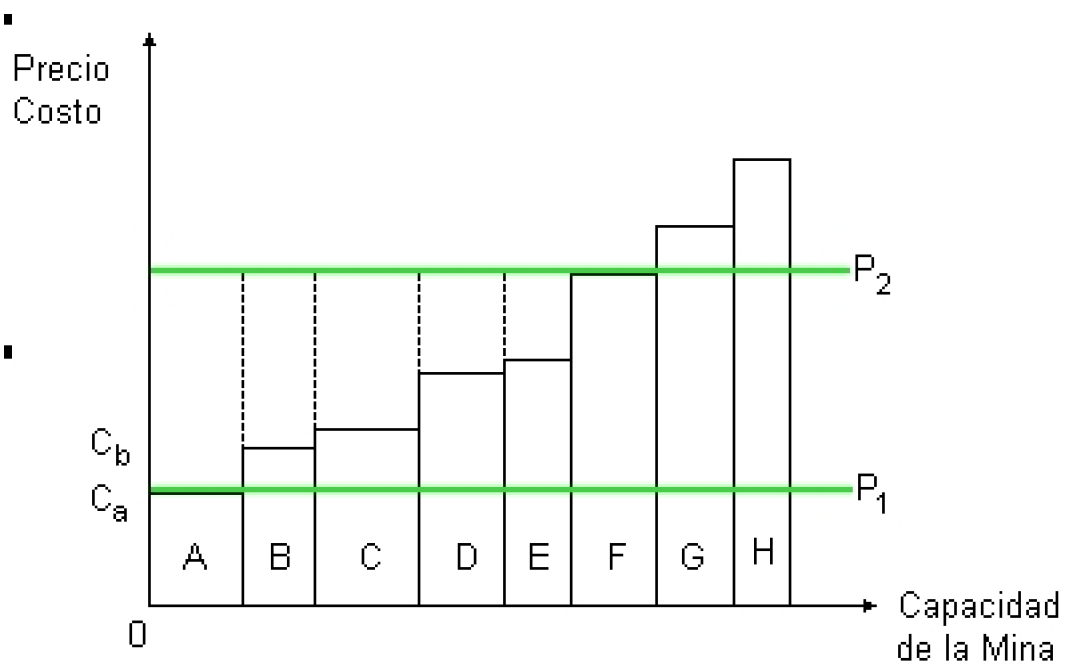 Precio
Costo
P2
Cb
Ca
P1
A B C D E F G H
0
Capacidad
de la Mina